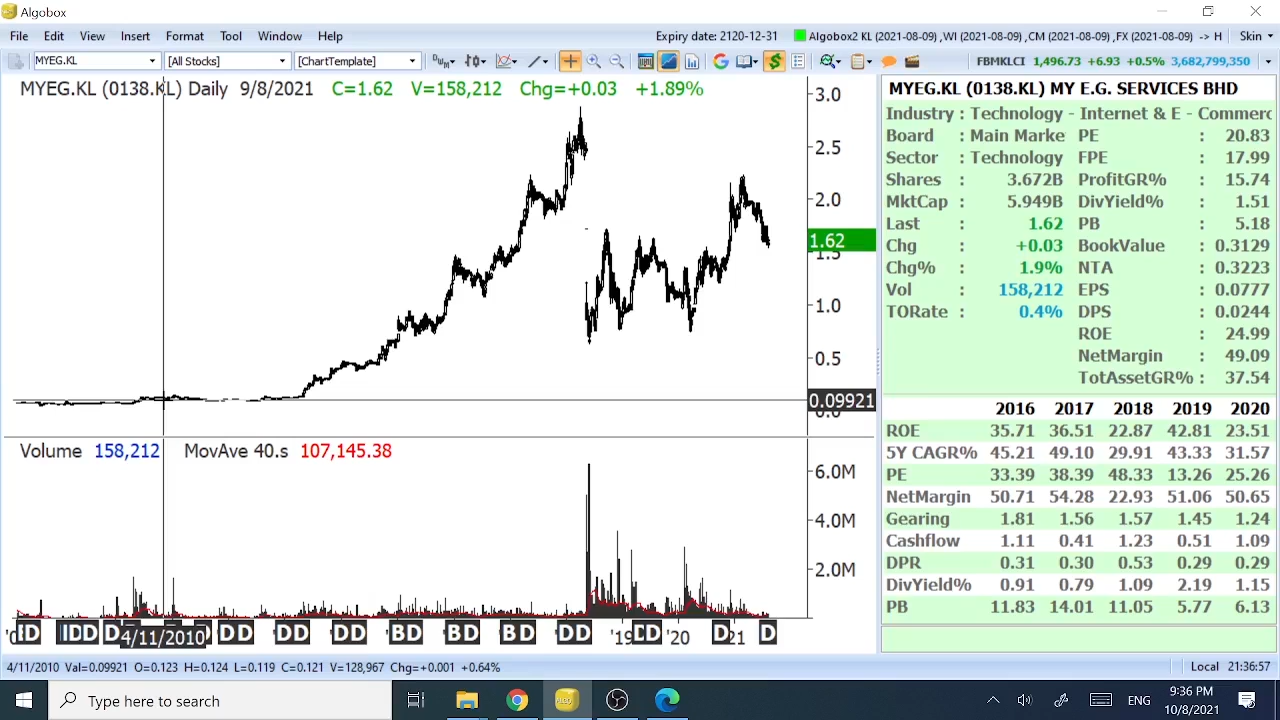 Algobox
File Edit View Insert Format Tool Window Help Expiry date: 2120-12-31 Algobox2 KL (2021-08-09) ,WI (2021-08-09) ,CM (2021-08-09) ,FX (2021-08-09) -> H Skin
MYEG.KL [All Stocks] [ChartTemplate] FBMKLCI 1,496.73 +6.93 +0.5% 3,682,799,350
MYEG.KL (0138.KL) Daily 9/8/2021 C=1.62 V=158,212 Chg=+0.03 +1.89%
3.0
2.5
2.0
1.62
1.5
1.0
0.5
0.09921
0.0
Volume 158,212 MovAve 40.s 107,145.38
6.0M
4.0M
2.0M
4/11/2010 '19 '20 21
4/11/2010 Val=0.09921 O=0.123 H=0.124 L=0.119 C=0.121 V=128,967 Chg=+0.001 +0.64%
MYEG.KL (0138.KL) MY E.G. SERVICES BHD
Industry : Technology - Internet & E - Commerc
Board : Main Marke PE : 20.83
Sector : Technology FPE : 17.99
Shares : 3.672B ProfitGR% : 15.74
MktCap : 5.949B DivYield% : 1.51
Last : 1.62 PB : 5.18
Chg : +0.03 BookValue : 0.3129
Chg% : 1.9% NTA : 0.3223
Vol : 158,212 EPS : 0.0777
TORate : 0.4% DPS : 0.0244
ROE : 24.99
NetMargin : 49.09
TotAssetGR% : 37.54
2016 2017 2018 2019 2020
ROE 35.71 36.51 22.87 42.81 23.51
5Y CAGR% 45.21 49.10 29.91 43.33 31.57
PE 33.39 38.39 48.33 13.26 25.26
NetMargin 50.71 54.28 22.93 51.06 50.65
Gearing 1.81 1.56 1.57 1.45 1.24
Cashflow 1.11 0.41 1.23 0.51 1.09
DPR 0.31 0.30 0.53 0.29 0.29
DivYield% 0.91 0.79 1.09 2.19 1.15
PB 11.83 14.01 11.05 5.77 6.13
Local 21:36:57
Type here to search
ENG
9:36 PM
10/8/2021